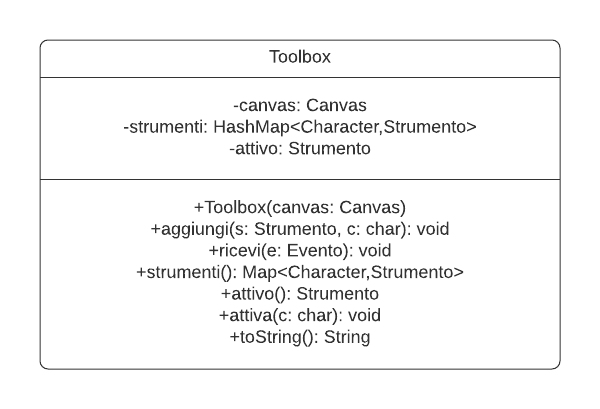 Toolbox
-canvas: Canvas
-strumenti: HashMap<Character,Strumento>
-attivo: Strumento
+Toolbox(canvas: Canvas)
+aggiungi(s: Strumento, c: char): void
+ricevi(e: Evento): void
+strumenti(): Map<Character,Strumento>
+attivo(): Strumento
+attiva(c: char): void
+toString(): String